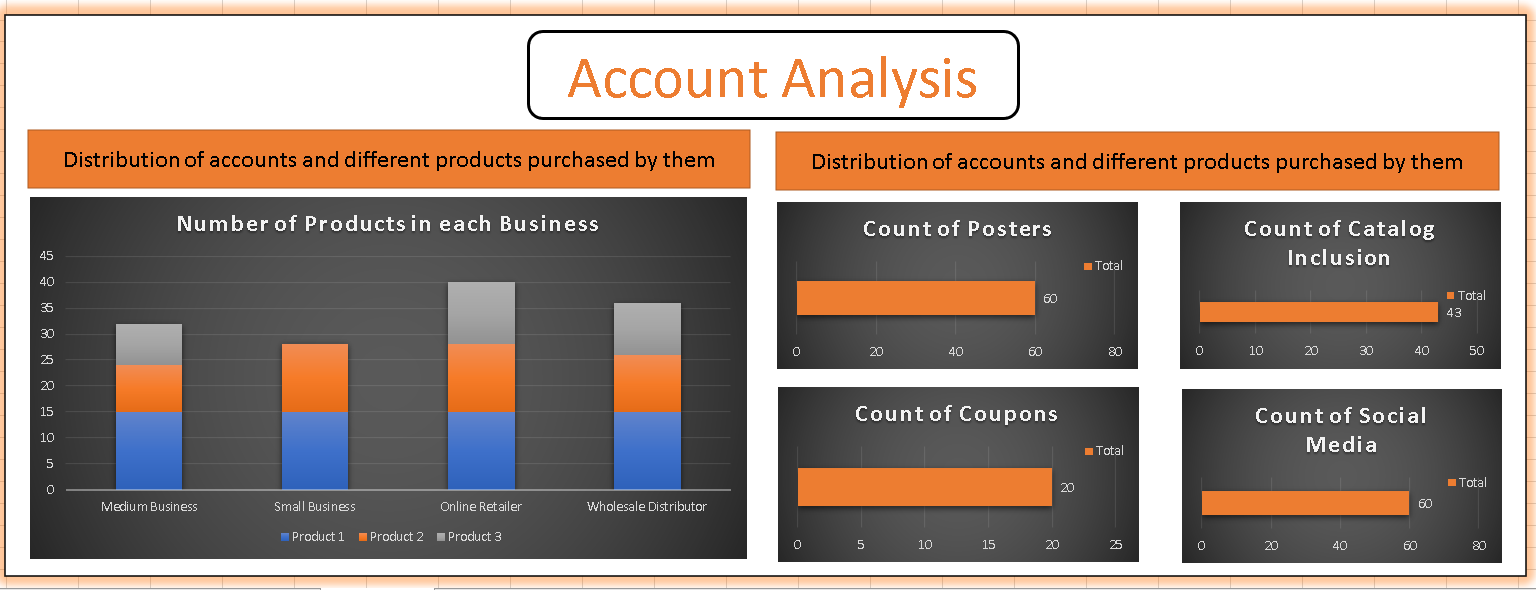 Account Analysis
Distribution of accounts and different products purchased by them
Distribution of accounts and different products purchased by them
Number of Products in each Business
45
40
35
30
25
20
15
10
5
0
Medium Business Small Business Online Retailer Wholesale Distributor
Product 1 Product 2 Product 3
Count of Posters
Total
60
0 20 40 60 80
Count of Catalog
Inclusion
Total
43
0 10 20 30 40 50
Count of Coupons
Total
20
0 5 10 15 20 25
Count of Social
Media
Total
60
0 20 40 60 80